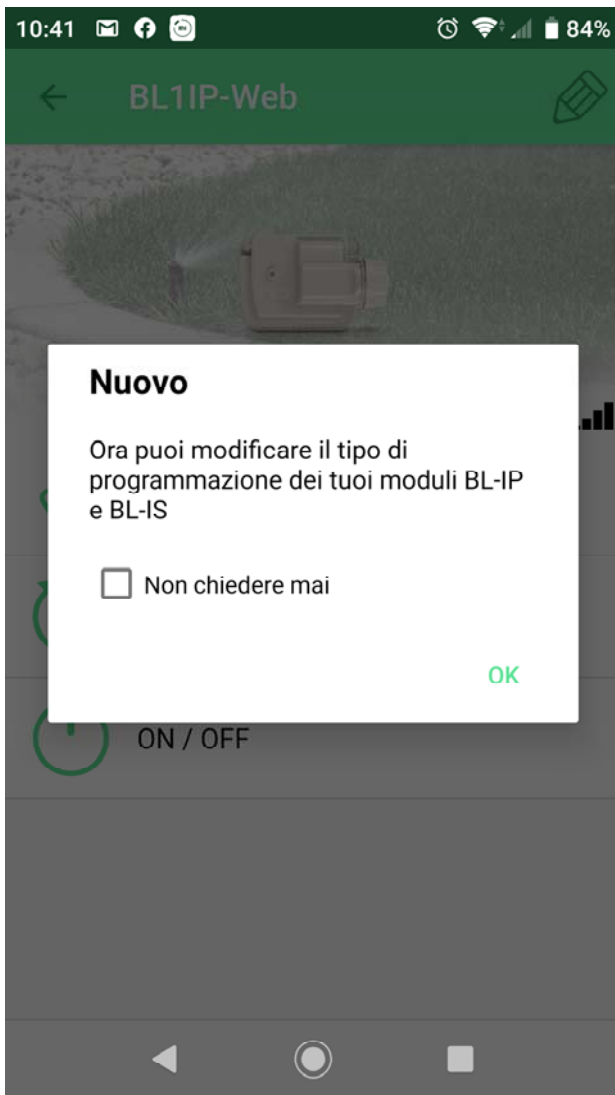 10:41 84%
BL1IP-Web
Nuovo
Ora puoi modificare il tipo di
programmazione dei tuoi moduli BL-IP
e BL-IS
Non chiedere mai
OK
ON / OFF